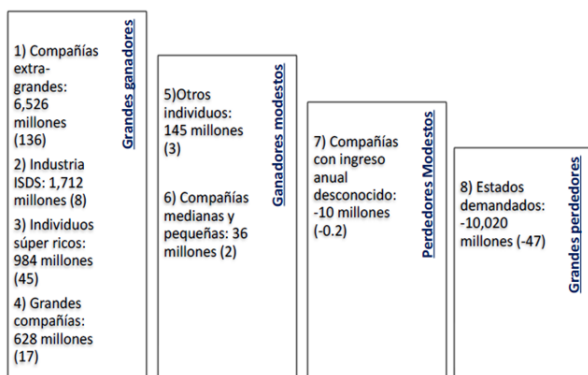 1) Compañías
extra-
grandes:
6,526
millones
(136)
2) Industria
ISDS: 1,712
millones (8)
3) Individuos
súper ricos:
984 millones
(45)
4) Grandes
compañías:
628 millones
(17)
Grandes ganadores
5)Otros
individuos:
145 millones
(3)
6) Compañías
medianas y
pequeñas: 36
millones (2)
Ganadores modestos
7) Compañías
con ingreso
anual
desconocido:
-10 millones
(-0.2)
Perdedores Modestos
8) Estados
demandados:
-10,020
millones (-47)
Grandes perdedores